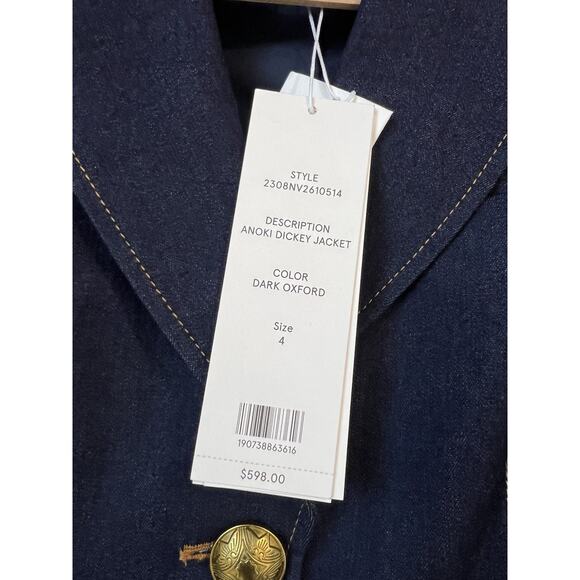 STYLE
2308NV2610514
DESCRIPTION
ANOKI DICKEY JACKET
COLOR
DARK OXFORD
Size
4
190738863616
$598.00